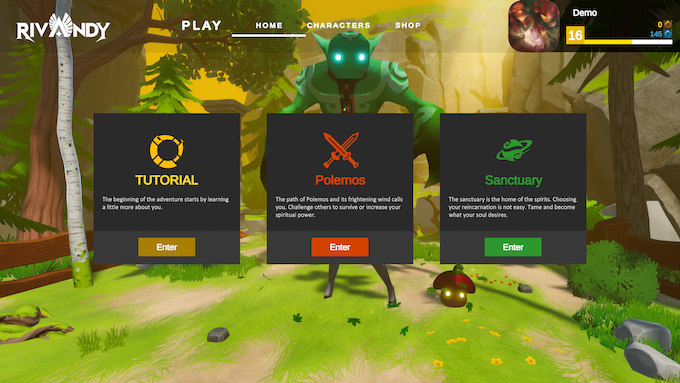 RIVANDY
PLAY
HOME
CHARACTERS
SHOP
Demo
0
16
145
TUTORIAL
The beginning of the adventure starts by learning
a little more about you.
Enter
Polemos
The path of Polemos and its frightening wind calls
you. Challenge others to survive or increase your
spiritual power.
Enter
Sanctuary
The sanctuary is the home of the spirits. Choosing
your reincarnation is not easy. Tame and become
what your soul desires.
Enter